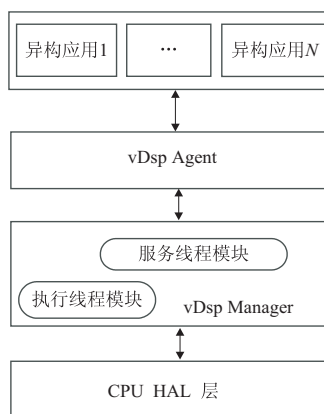 异构应用1 … 异构应用N
vDsp Agent
服务线程模块
执行线程模块
vDsp Manager
CPU HAL 层